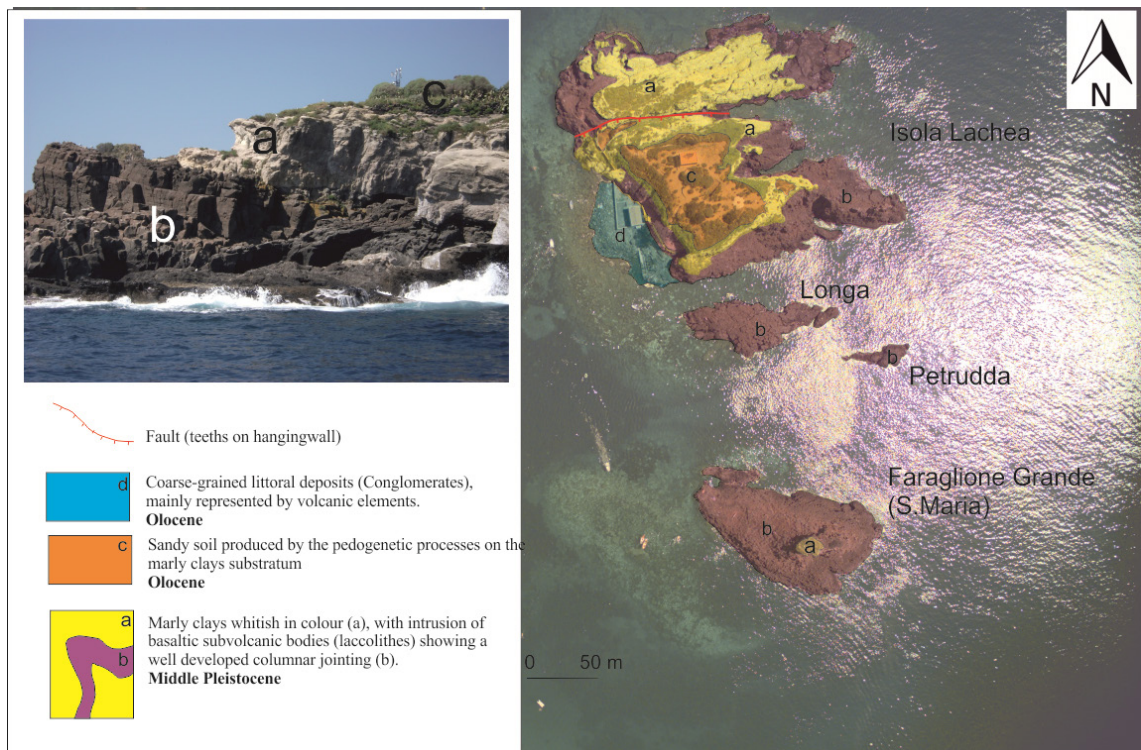 a
c
b
Fault (teeths on hangingwall)
d
Coarse-grained littoral deposits (Conglomerates),
mainly represented by volcanic elements.
Olocene
c
Sandy soil produced by the pedogenetic processes on the
marly clays substratum
Olocene
a
b
Marly clays whitish in colour (a), with intrusion of
basaltic subvolcanic bodies (laccolithes) showing a
well developed columnar jointing (b).
Middle Pleistocene
N
a
a
Isola Lachea
c
b
d
Longa
b
b
Petrudda
Faraglione Grande
(S.Maria)
b
a
0 50 m